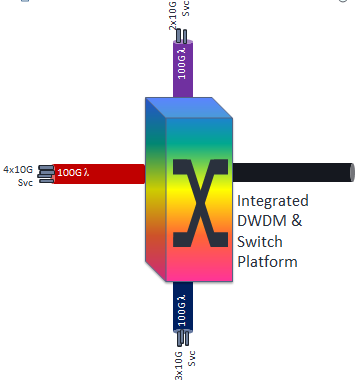 2x10G
Svc
100G λ
4x10G
Svc
100G λ
Integrated
DWDM &
Switch
Platform
100G λ
3x10G
Svc